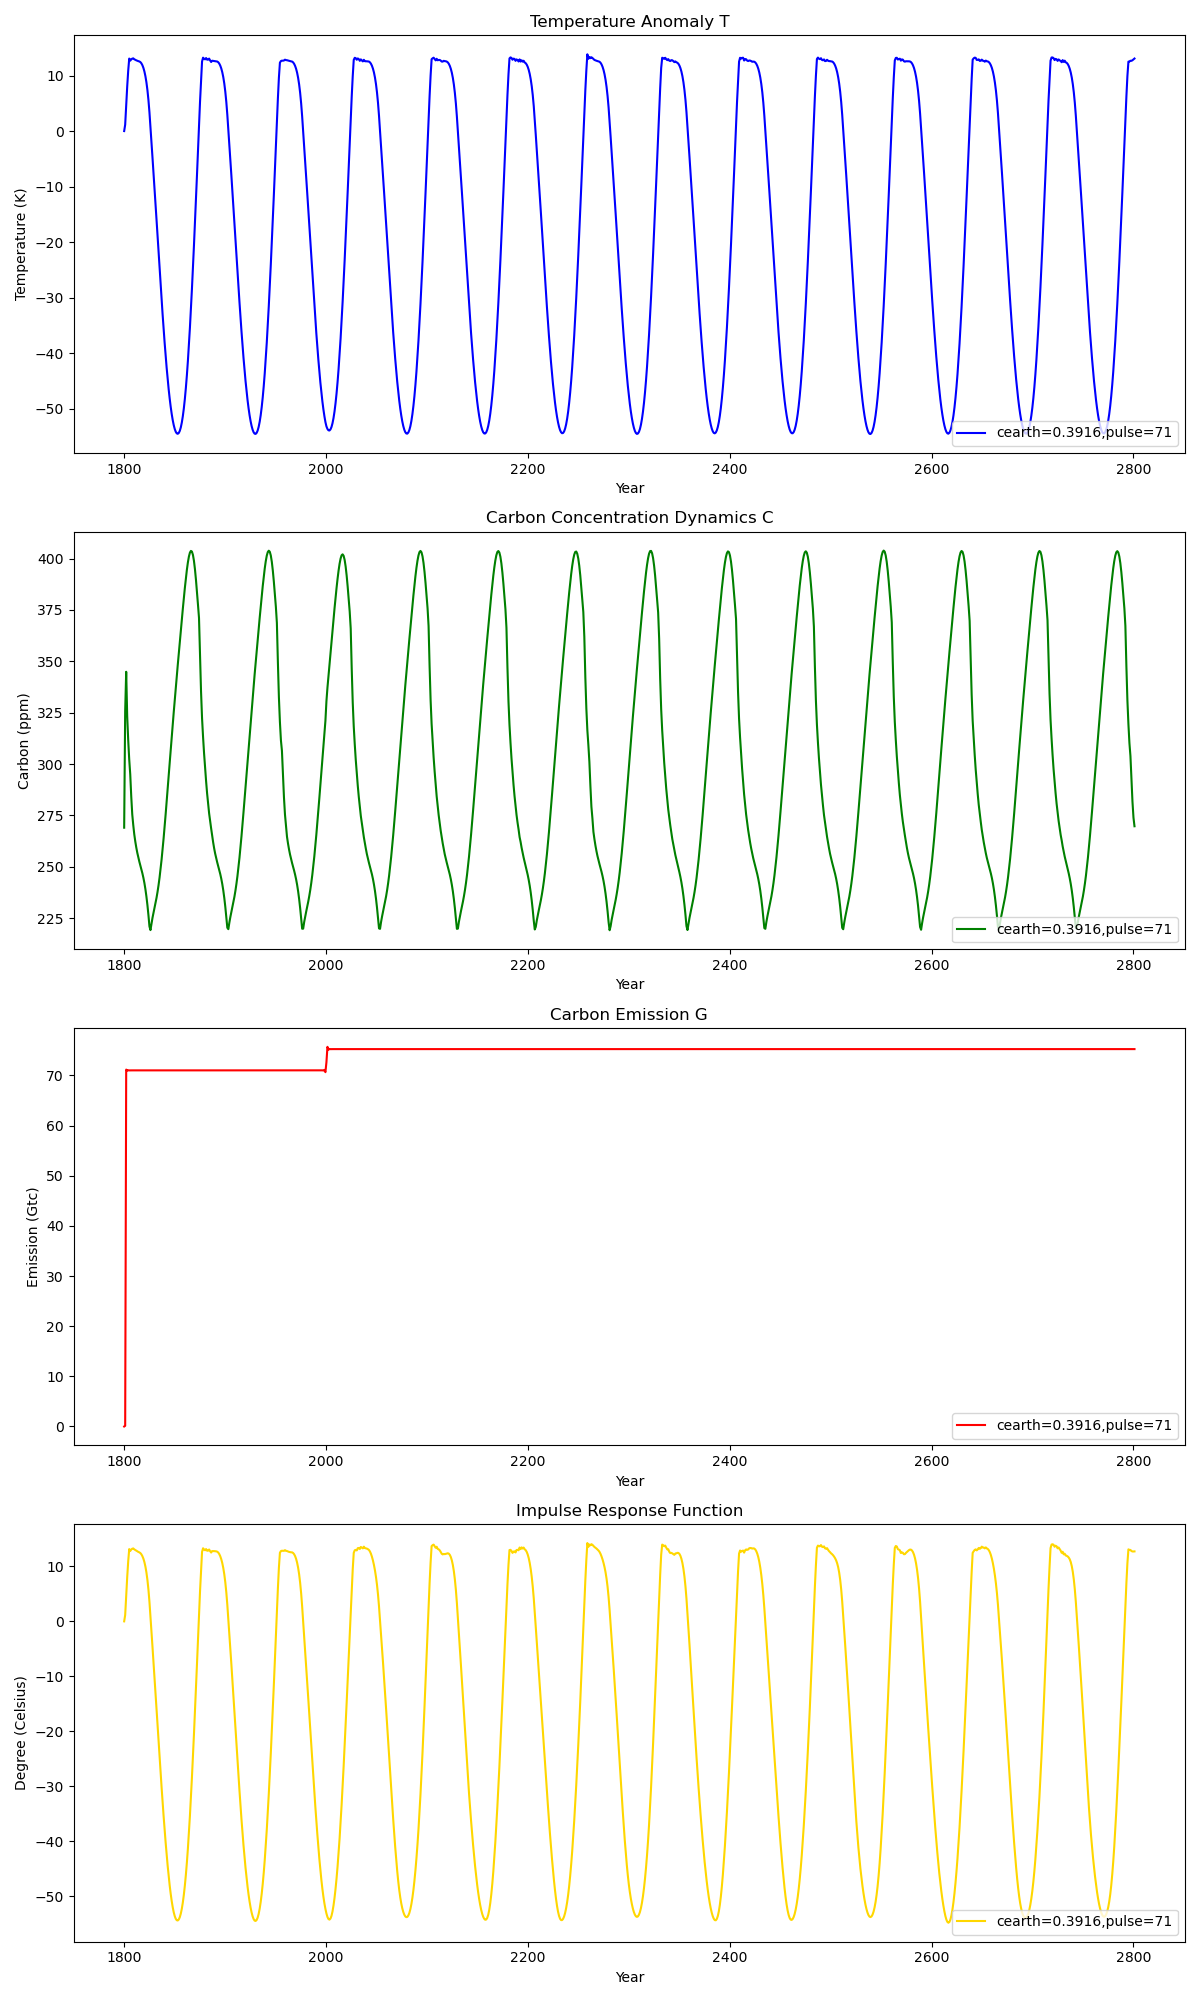 Temperature Anomaly T
10
0
−10
−20
−30
−40
−50
Temperature (K)
cearth=0.3916,pulse=71
1800 2000 2200 2400 2600 2800
Year
Carbon Concentration Dynamics C
400
375
350
325
300
275
250
225
Carbon (ppm)
cearth=0.3916,pulse=71
1800 2000 2200 2400 2600 2800
Year
Carbon Emission G
70
60
50
40
30
20
10
0
Emission (Gtc)
cearth=0.3916,pulse=71
1800 2000 2200 2400 2600 2800
Year
Impulse Response Function
10
0
−10
−20
−30
−40
−50
Degree (Celsius)
cearth=0.3916,pulse=71
1800 2000 2200 2400 2600 2800
Year